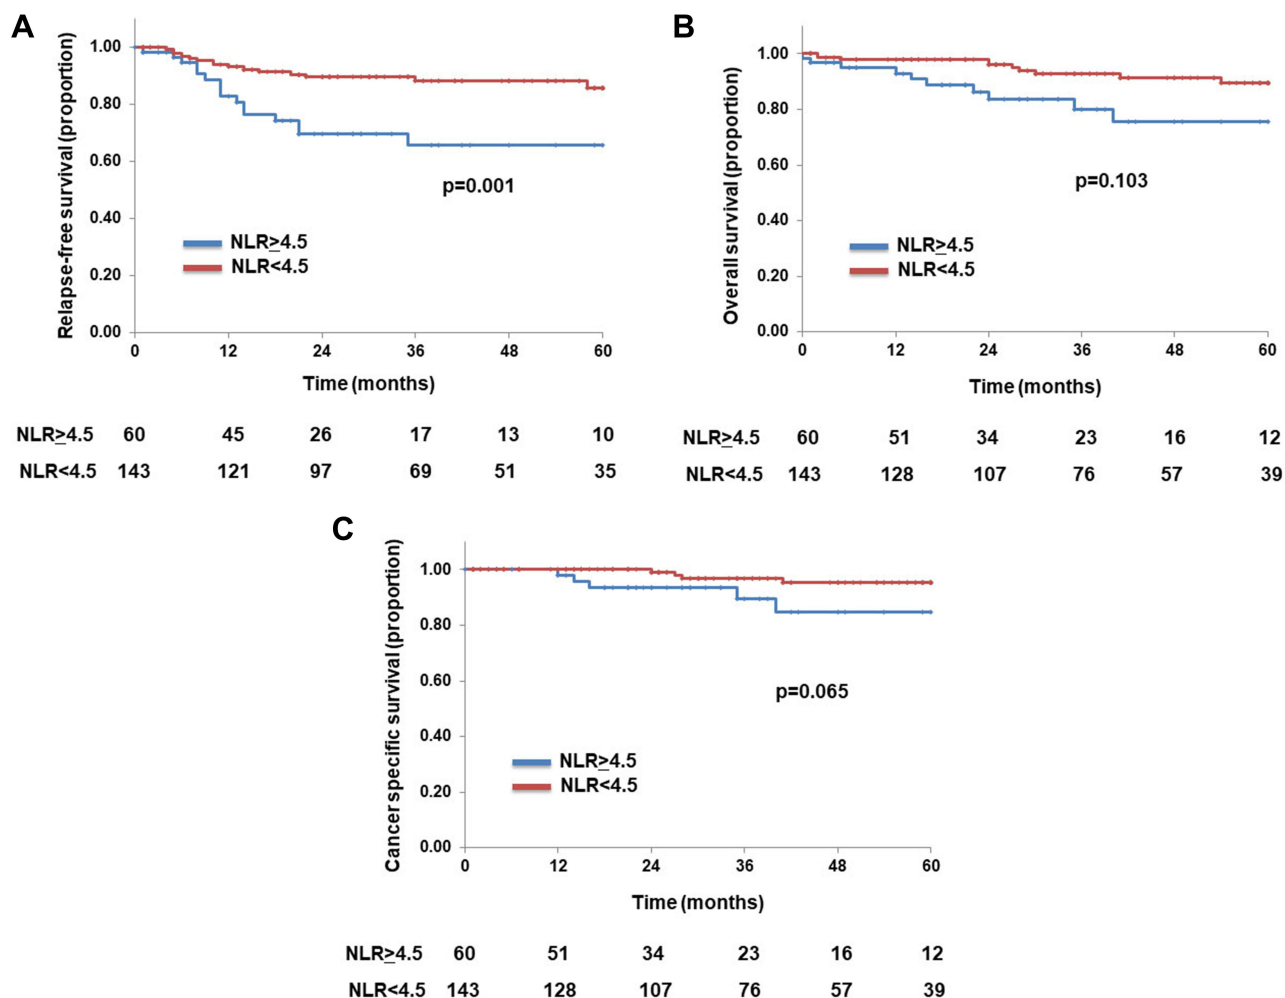 A
Relapse-free survival (proportion)
1.00
0.80
0.60
0.40
0.20
0.00
p=0.001
NLR≥4.5
NLR<4.5
0 12 24 36 48 60
Time (months)
NLR≥4.5 60 45 26 17 13 10
NLR<4.5 143 121 97 69 51 35
B
Overall survival (proportion)
1.00
0.80
0.60
0.40
0.20
0.00
p=0.103
NLR≥4.5
NLR<4.5
0 12 24 36 48 60
Time (months)
NLR≥4.5 60 51 34 23 16 12
NLR<4.5 143 128 107 76 57 39
C
Cancer specific survival (proportion)
1.00
0.80
0.60
0.40
0.20
0.00
p=0.065
NLR≥4.5
NLR<4.5
0 12 24 36 48 60
Time (months)
NLR≥4.5 60 51 34 23 16 12
NLR<4.5 143 128 107 76 57 39